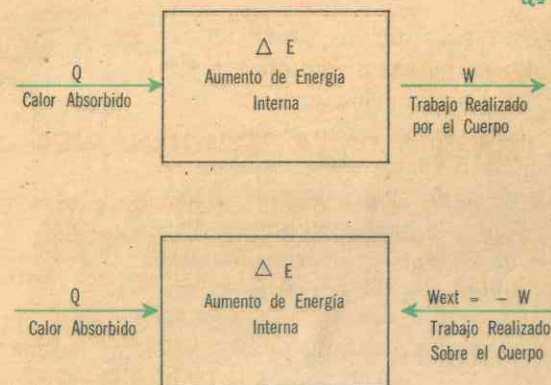 △ E
Q
Aumento de Energía
W
Calor Absorbido
Interna
Trabajo Realizado
por el Cuerpo
△ E
Q
Aumento de Energía
Wext = - W
Calor Absorbido
Interna
Trabajo Realizado
Sobre el Cuerpo